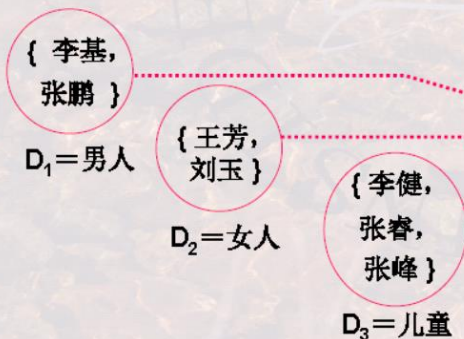 { 李基，
张鹏 }
D₁＝男人
{ 王芳，
刘玉 }
D₂＝女人
{ 李健，
张睿，
张峰 }
D₃＝儿童